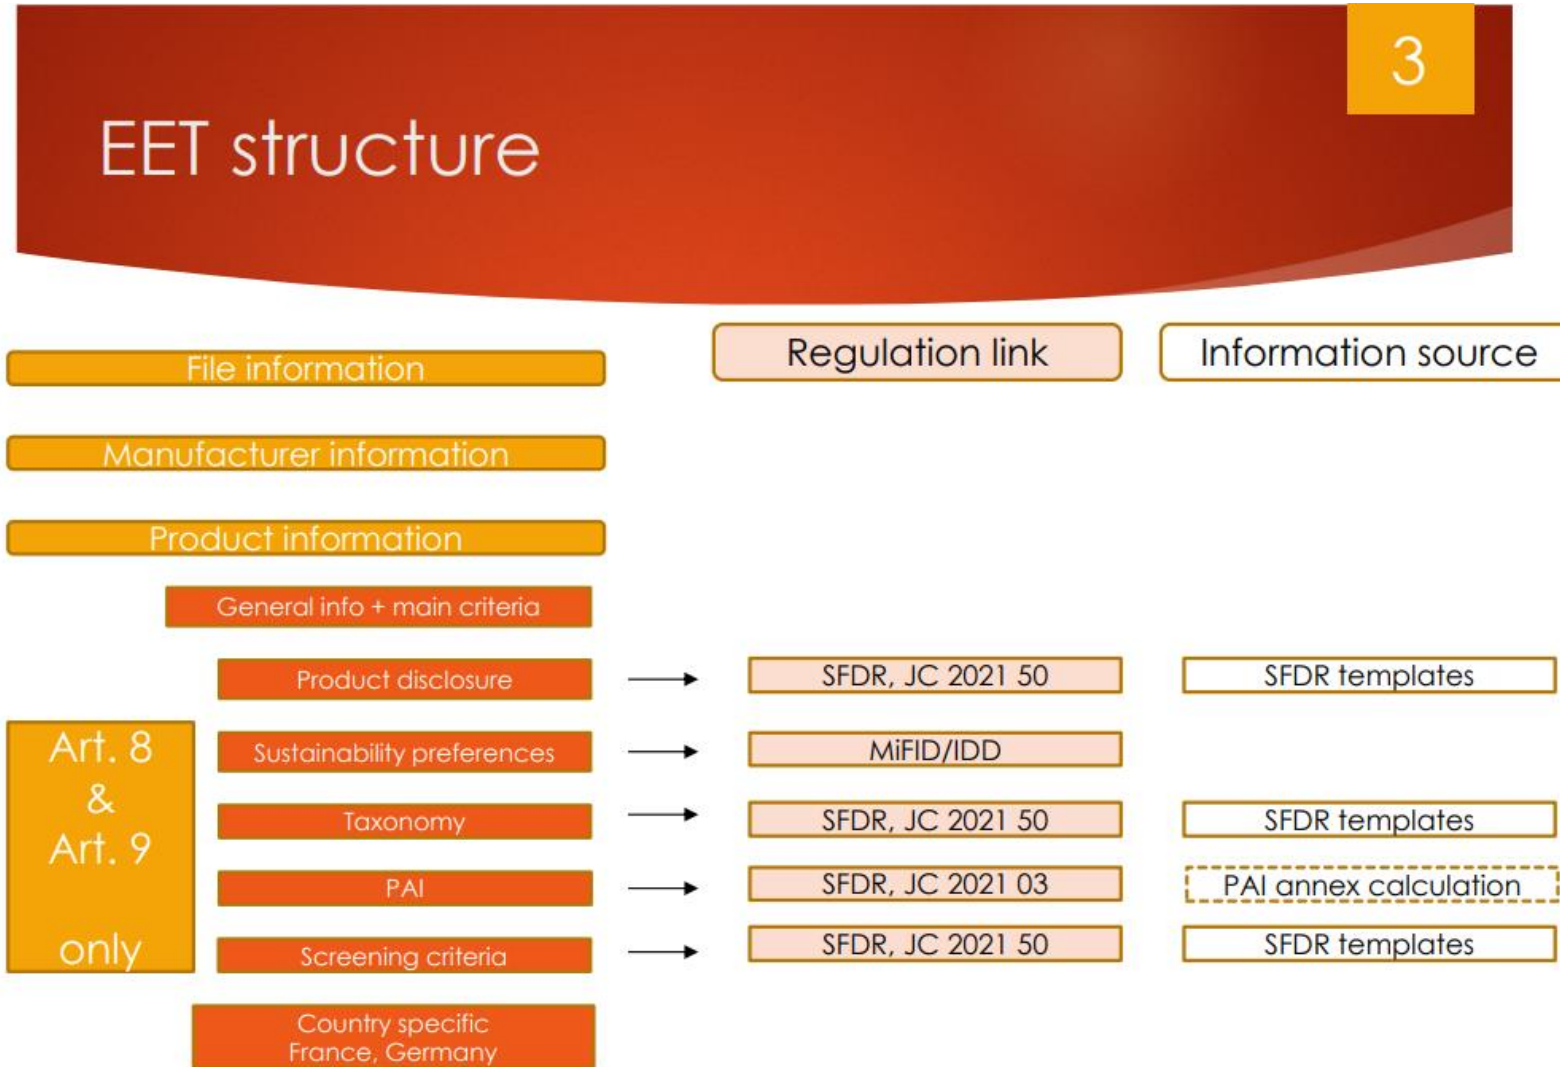 3
EET structure
Regulation link
Information source
File information
Manufacturer information
Product information
General info + main criteria
Product disclosure
SFDR, JC 2021 50
SFDR templates
Art. 8
&
Art. 9
only
Sustainability preferences
MiFID/IDD
Taxonomy
SFDR, JC 2021 50
SFDR templates
PAI
SFDR, JC 2021 03
PAI annex calculation
Screening criteria
SFDR, JC 2021 50
SFDR templates
Country specific
France, Germany